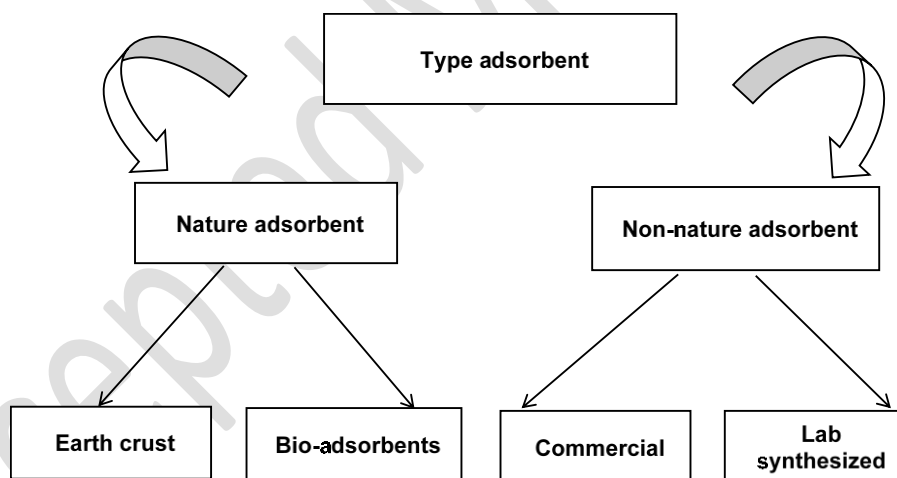 Type adsorbent
Nature adsorbent
Non-nature adsorbent
Earth crust
Bio-adsorbents
Commercial
Lab
synthesized